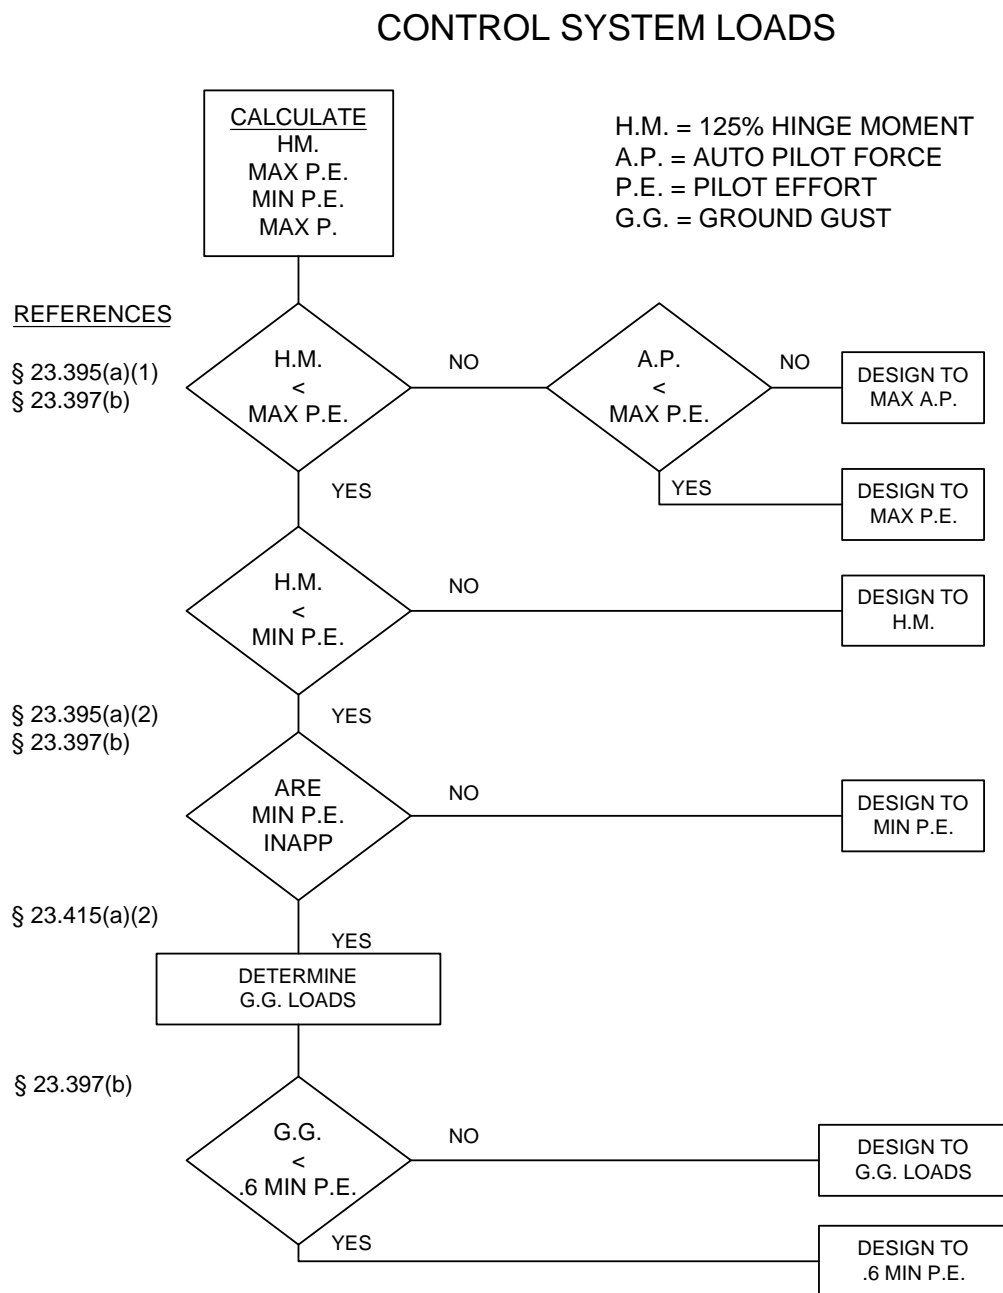 CONTROL SYSTEM LOADS
CALCULATE
HM.
MAX P.E.
MIN P.E.
MAX P.
H.M. = 125% HINGE MOMENT
A.P. = AUTO PILOT FORCE
P.E. = PILOT EFFORT
G.G. = GROUND GUST
REFERENCES
§ 23.395(a)(1)
§ 23.397(b)
H.M.
<
MAX P.E.
NO
A.P.
<
MAX P.E.
NO
DESIGN TO
MAX A.P.
YES
YES
DESIGN TO
MAX P.E.
H.M.
<
MIN P.E.
NO
DESIGN TO
H.M.
§ 23.395(a)(2)
§ 23.397(b)
YES
ARE
MIN P.E.
INAPP
NO
DESIGN TO
MIN P.E.
§ 23.415(a)(2)
YES
DETERMINE
G.G. LOADS
§ 23.397(b)
G.G.
<
.6 MIN P.E.
NO
DESIGN TO
G.G. LOADS
YES
DESIGN TO
.6 MIN P.E.